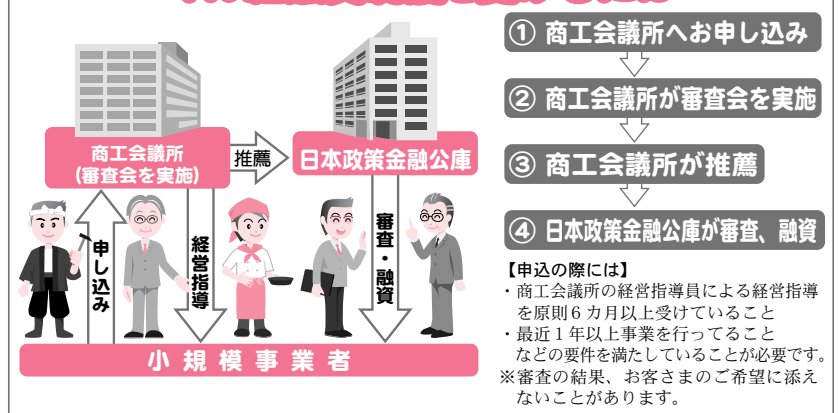 商工会議所
(審査会を実施)
推薦
日本政策金融公庫
申し込み
経営指導
審査・融資
小規模事業者
① 商工会議所へお申し込み
② 商工会議所が審査会を実施
③ 商工会議所が推薦
④ 日本政策金融公庫が審査、融資
【申込の際には】
・商工会議所の経営指導員による経営指導
を原則６カ月以上受けていること
・最近１年以上事業を行ってること
などの要件を満たしていることが必要です。
※審査の結果、お客さまのご希望に添え
ないことがあります。